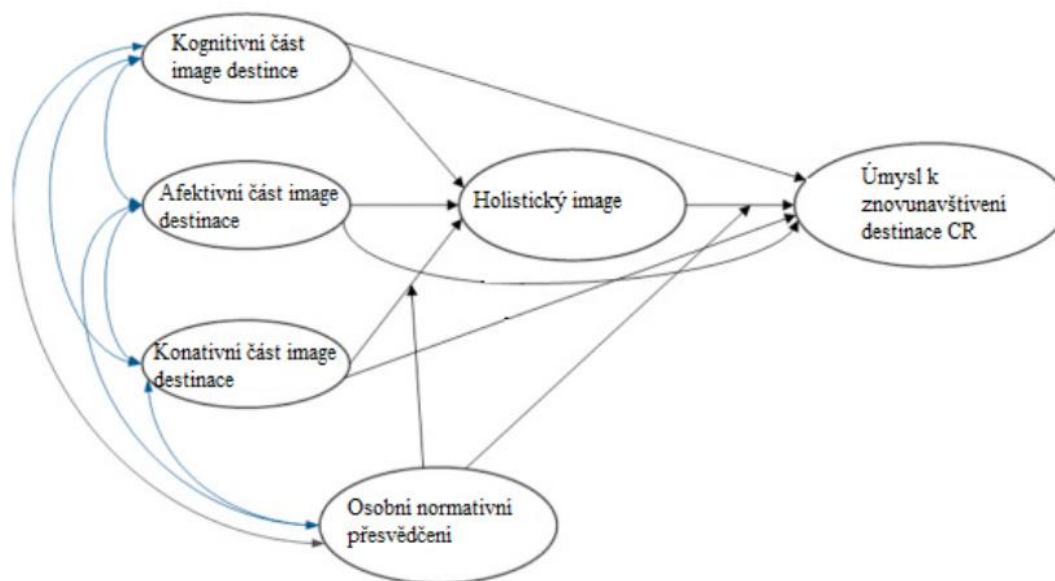 Kognitivní část
image destince
Afektivní část image
destinace
Holistický image
Úmysl k
znovunavštivení
destinace CR
Konativní část image
destinace
Osobní normativní
přesvědčení